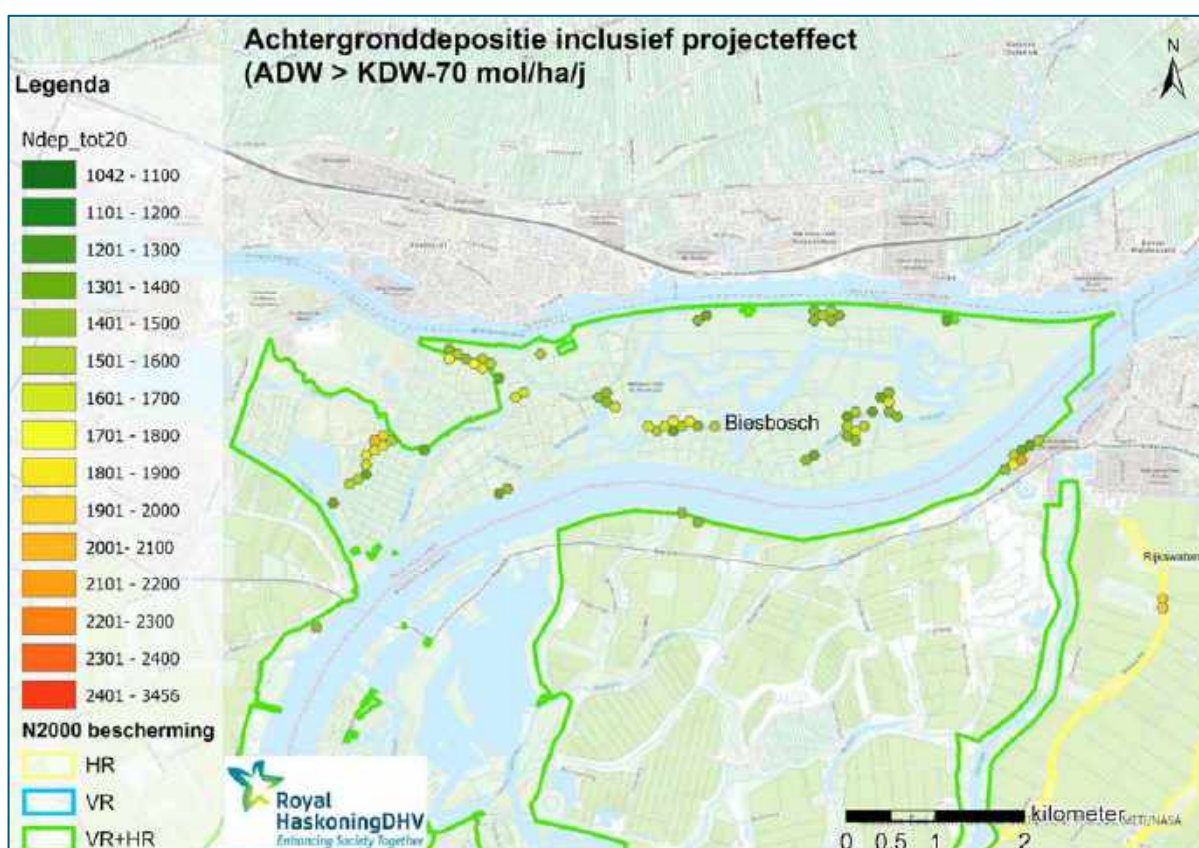 Achtergronddepositie inclusief projecteffect
(ADW > KDW-70 mol/ha/j
N
Legenda
Ndep_tot20
1042 - 1100
1101 - 1200
1201 - 1300
1301 - 1400
1401 - 1500
1501 - 1600
1601 - 1700
1701 - 1800
1801 - 1900
1901 - 2000
2001- 2100
2101 - 2200
2201- 2300
2301 - 2400
2401 - 3456
N2000 bescherming
HR
VR
VR+HR
Biesbosch
Rijkswater
Royal
HaskoningDHV
Enhancing Society Together
kilometer
METI/NASA
0 0.5 1 2